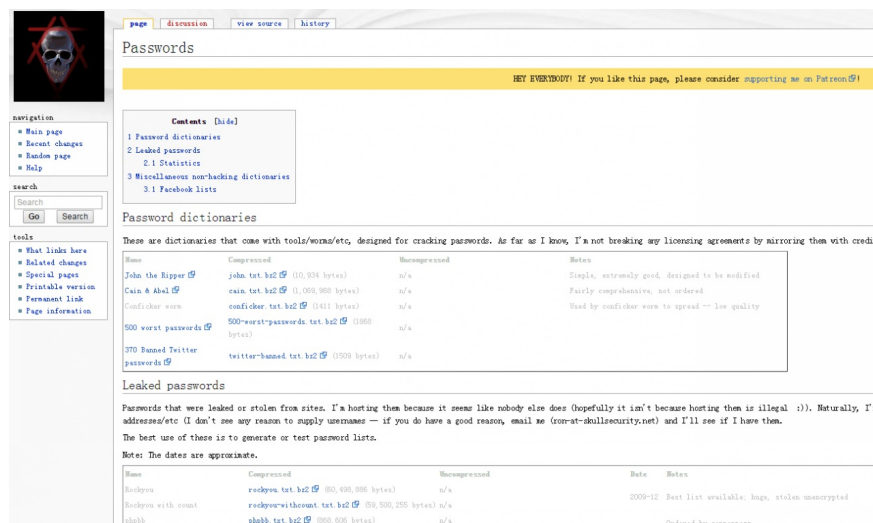 page
discussion
view source
history
Passwords
HEY EVERYBODY! If you like this page, please consider supporting me on Patreon!
navigation
Main page
Recent changes
Random page
Help
search
Search
Go Search
tools
What links here
Related changes
Special pages
Printable version
Permanent link
Page information
Contents [hide]
1 Password dictionaries
2 Leaked passwords
2.1 Statistics
3 Miscellaneous non-hacking dictionaries
3.1 Facebook lists
Password dictionaries
These are dictionaries that come with tools/worms/etc, designed for cracking passwords. As far as I know, I'm not breaking any licensing agreements by mirroring them with credi
Name Compressed Uncompressed Notes
John the Ripper john.txt.bz2 (10,934 bytes) n/a Simple, extremely good, designed to be modified
Cain & Abel cain.txt.bz2 (1,069,968 bytes) n/a Fairly comprehensive, not ordered
Conficker worm conficker.txt.bz2 (1411 bytes) n/a Used by conficker worm to spread -- low quality
500 worst passwords 500-worst-passwords.txt.bz2 (1868 bytes) n/a
370 Banned Twitter passwords twitter-banned.txt.bz2 (1509 bytes) n/a
Leaked passwords
Passwords that were leaked or stolen from sites. I'm hosting them because it seems like nobody else does (hopefully it isn't because hosting them is illegal :)). Naturally, I'
addresses/etc (I don't see any reason to supply usernames -- if you do have a good reason, email me (ron-at-skullsecurity.net) and I'll see if I have them.
The best use of these is to generate or test password lists.
Note: The dates are approximate.
Name Compressed Uncompressed Date Notes
Rockyou rockyou.txt.bz2 (60,498,886 bytes) n/a
Rockyou with count rockyou-withcount.txt.bz2 (59,500,255 bytes) n/a
2009-12 Best list available; huge, stolen unencrypted
phpbb phpbb.txt.bz2 (868,606 bytes) n/a